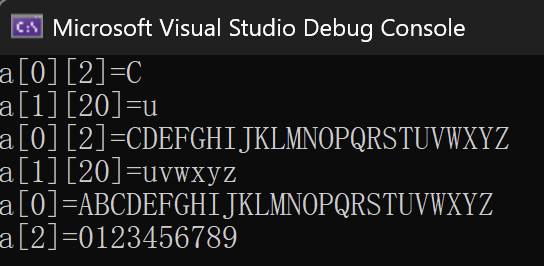 C:\
Microsoft Visual Studio Debug Console
a[0][2]=C
a[1][20]=u
a[0][2]=CDEFGHIJKLMNOPQRSTUVWXYZ
a[1][20]=uvwxyz
a[0]=ABCDEFGHIJKLMNOPQRSTUVWXYZ
a[2]=0123456789